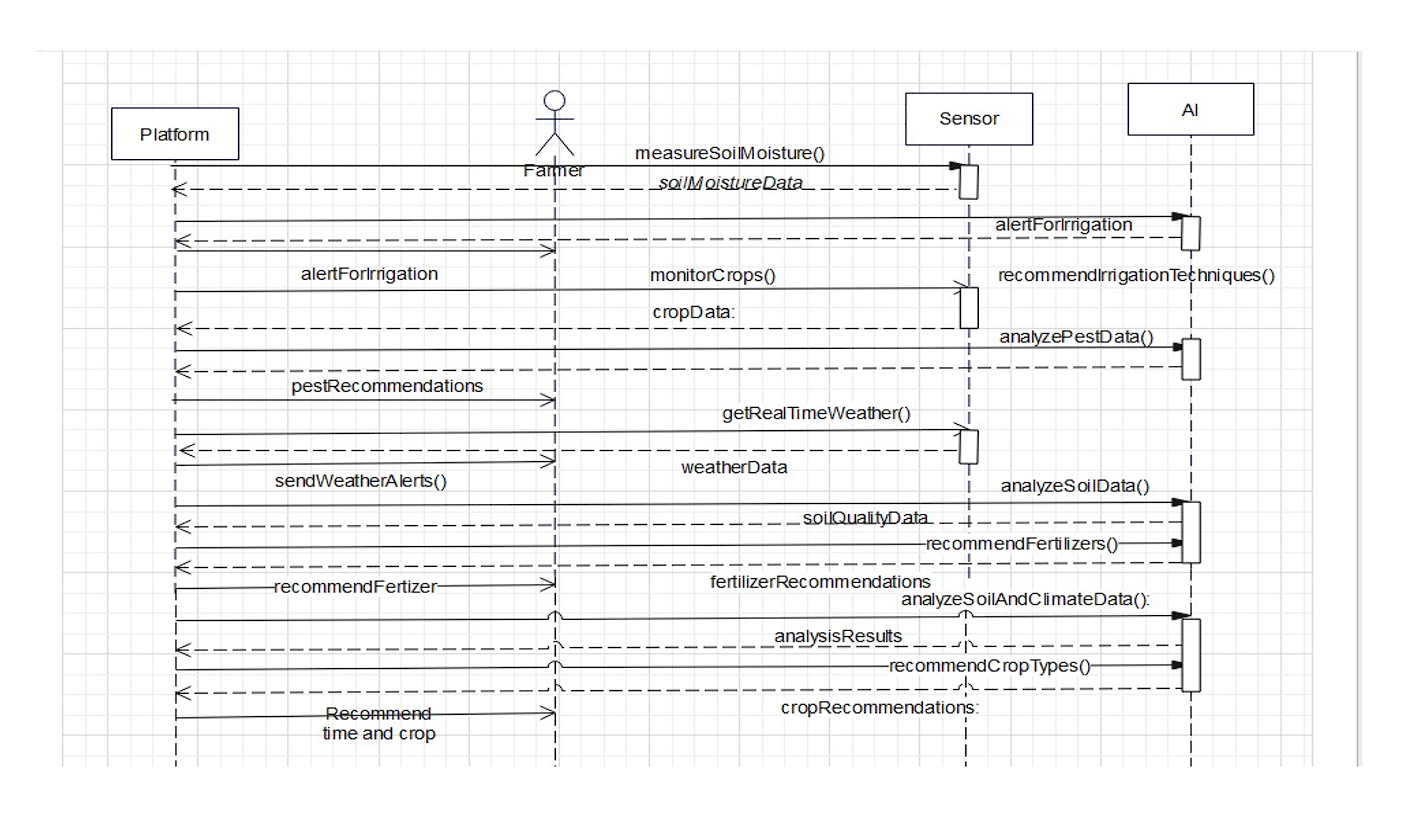 Platform
Farmer
Sensor
AI
measureSoilMoisture()
soilMoistureData
alertForIrrigation
alertForIrrigation
monitorCrops()
recommendIrrigationTechniques()
cropData:
analyzePestData()
pestRecommendations
getRealTimeWeather()
weatherData
sendWeatherAlerts()
analyzeSoilData()
soilQualityData
recommendFertilizers()
recommendFertizer
fertilizerRecommendations
analyzeSoilAndClimateData():
analysisResults
recommendCropTypes()
cropRecommendations:
Recommend
time and crop